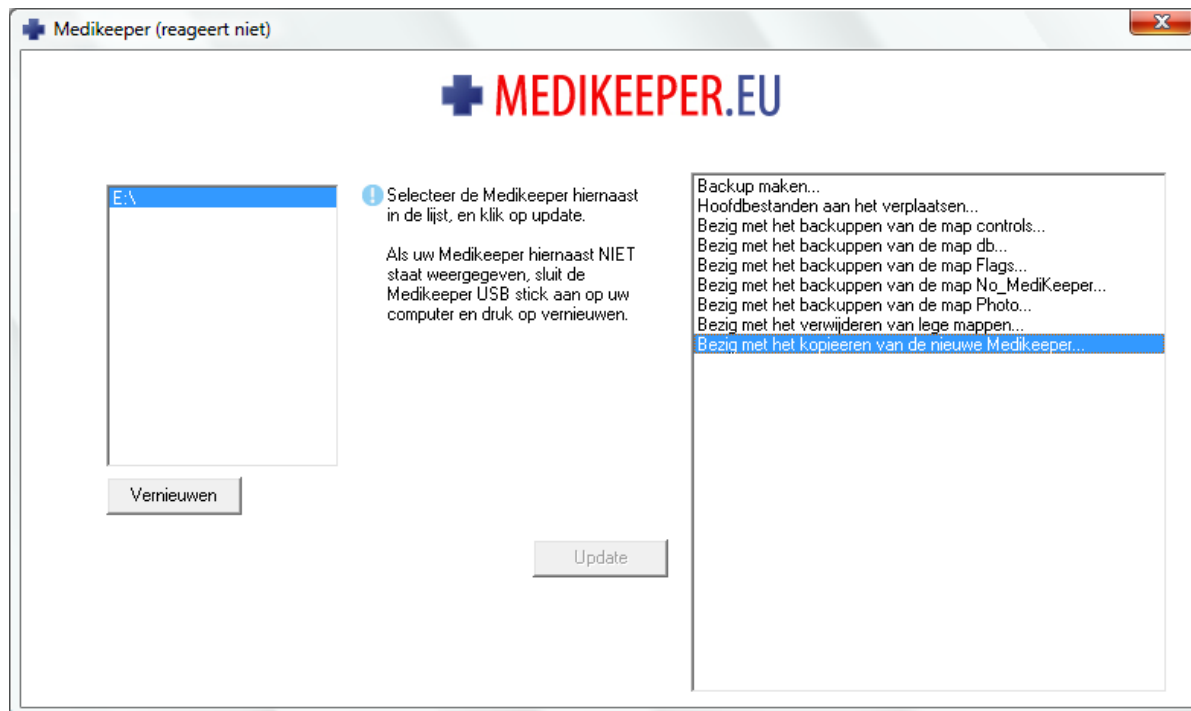 Medikeeper (reageert niet)
MEDIKEEPER.EU
E:\
Vernieuwen
Selecteer de Medikeeper hiernaast
in de lijst, en klik op update.
Als uw Medikeeper hiernaast NIET
staat weergegeven, sluit de
Medikeeper USB stick aan op uw
computer en druk op vernieuwen.
Update
Backup maken...
Hoofdbestanden aan het verplaatsen...
Bezig met het backuppen van de map controls...
Bezig met het backuppen van de map db...
Bezig met het backuppen van de map Flags...
Bezig met het backuppen van de map No_MediKeeper...
Bezig met het backuppen van de map Photo...
Bezig met het verwijderen van lege mappen...
Bezig met het kopieeren van de nieuwe Medikeeper...